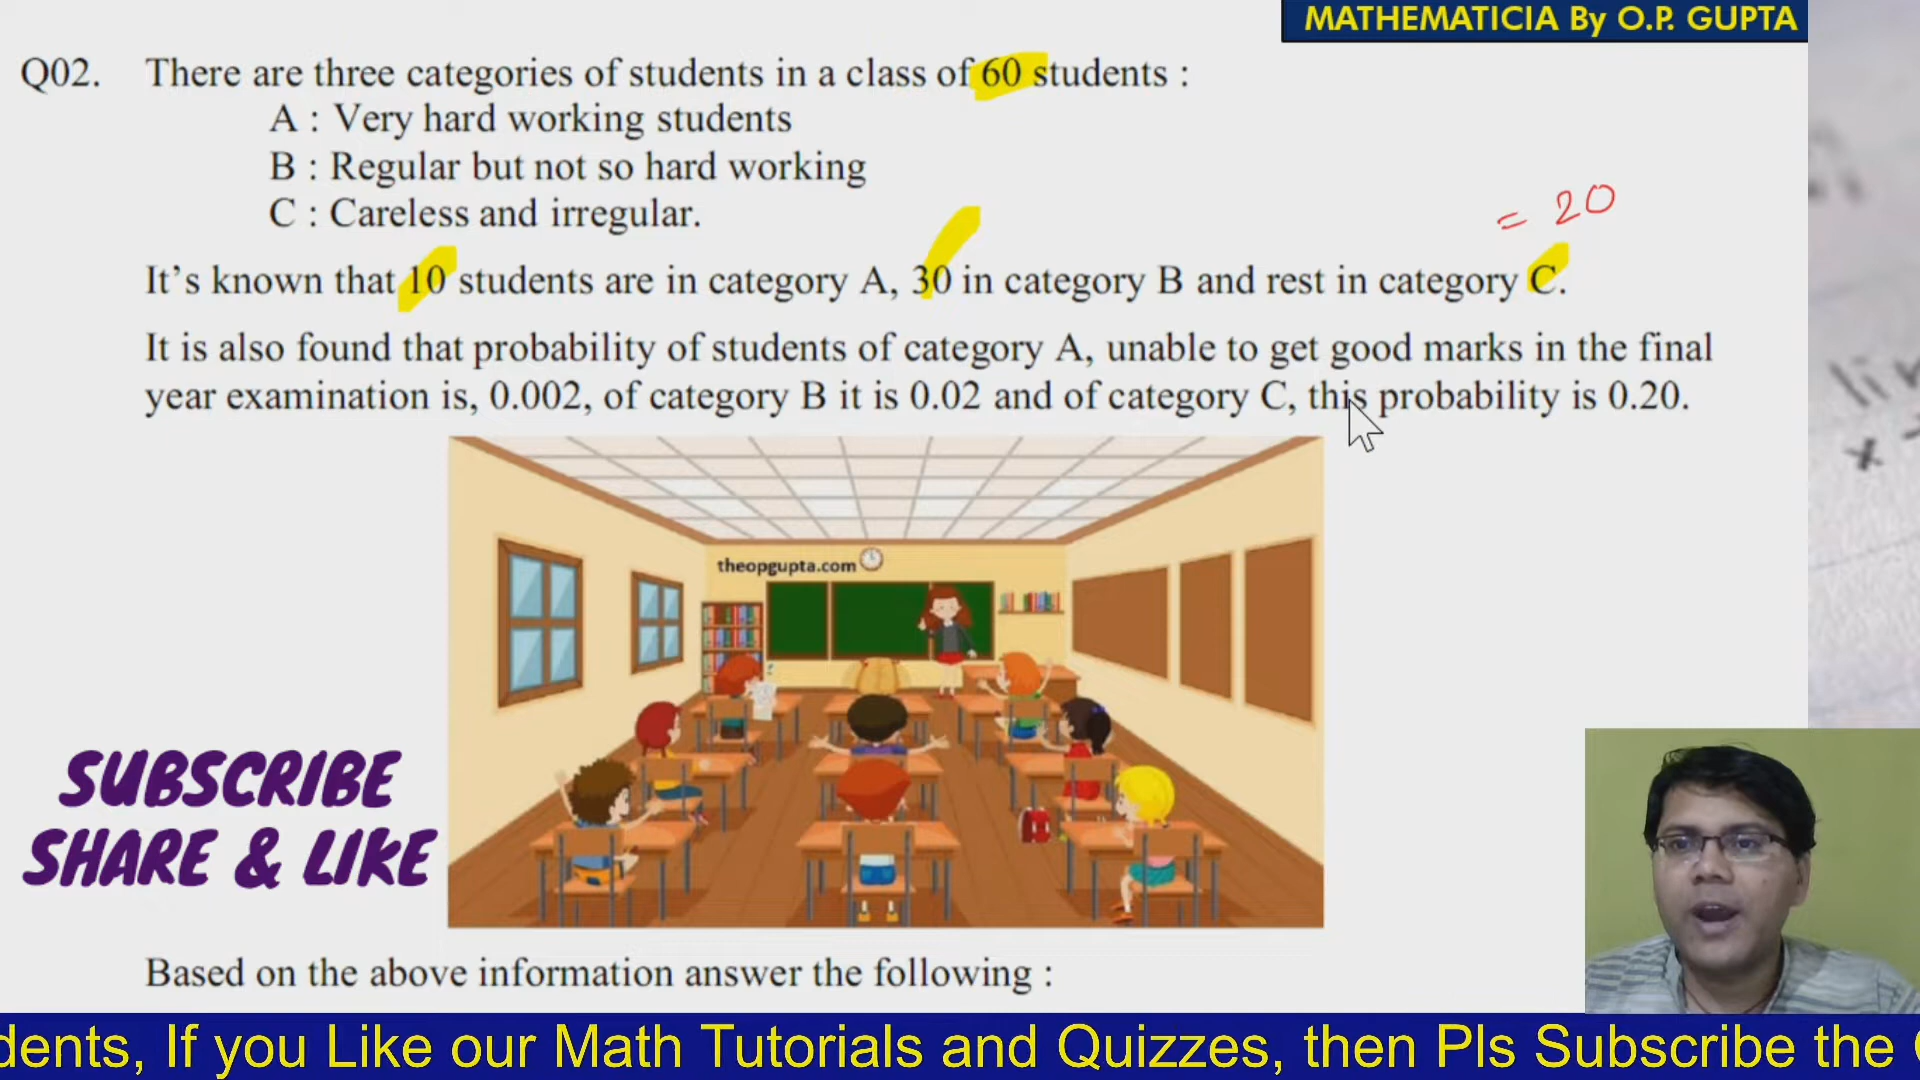 MATHEMATICIA By O.P. GUPTA
Q02. There are three categories of students in a class of 60 students :
A : Very hard working students
B : Regular but not so hard working
C : Careless and irregular.
= 20
It's known that 10 students are in category A, 30 in category B and rest in category C.
It is also found that probability of students of category A, unable to get good marks in the final
year examination is, 0.002, of category B it is 0.02 and of category C, this probability is 0.20.
theopgupta.com
SUBSCRIBE
SHARE & LIKE
Based on the above information answer the following :
dents, If you Like our Math Tutorials and Quizzes, then Pls Subscribe the